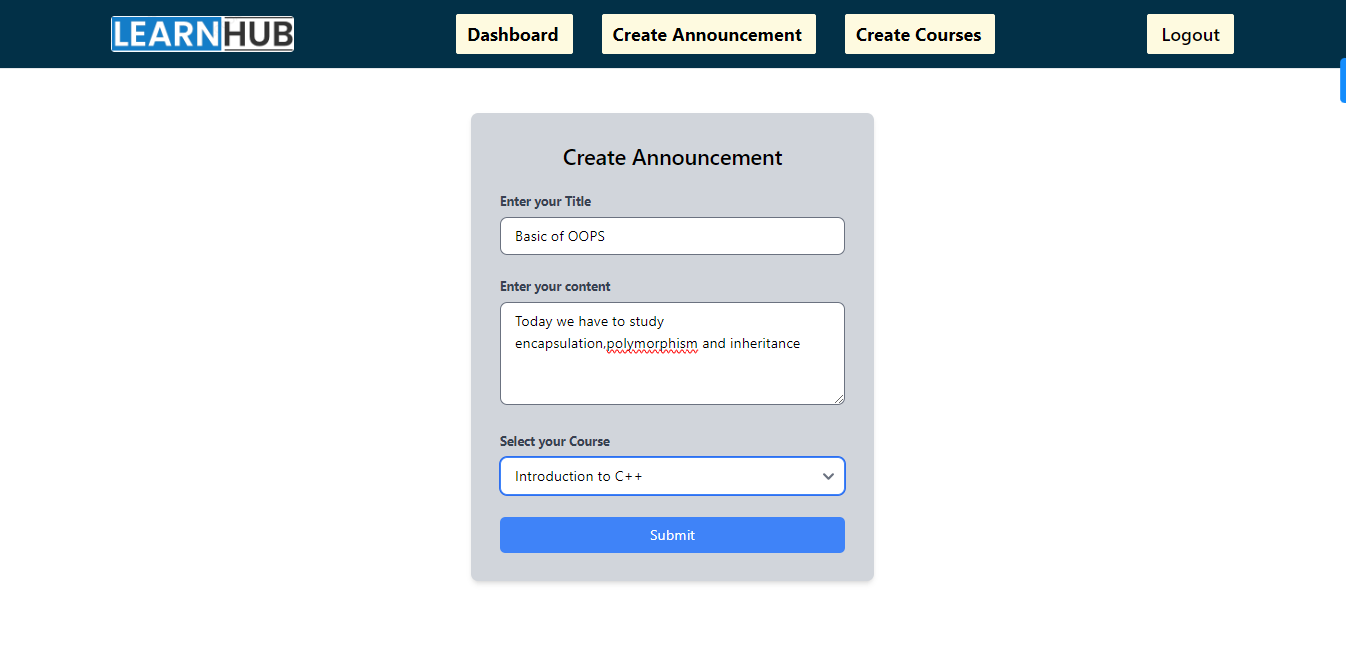 LEARNHUB
Dashboard
Create Announcement
Create Courses
Logout
Create Announcement
Enter your Title
Basic of OOPS
Enter your content
Today we have to study
encapsulation,polymorphism and inheritance
Select your Course
Introduction to C++
Submit